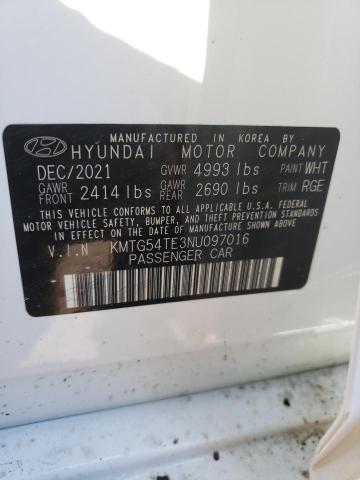 MANUFACTURED IN KOREA BY
HYUNDAI MOTOR COMPANY
DEC/2021 GVWR 4993 lbs PAINT WHT
GAWR FRONT 2414 lbs GAWR REAR 2690 lbs TRIM RGE
THIS VEHICLE CONFORMS TO ALL APPLICABLE U.S.A. FEDERAL
MOTOR VEHICLE SAFETY, BUMPER, AND THEFT PREVENTION
STANDARDS IN EFFECT ON THE DATE OF MANUFACTURE SHOWN ABOVE.
V.I.N KMTG54TE3NU097016
PASSENGER CAR